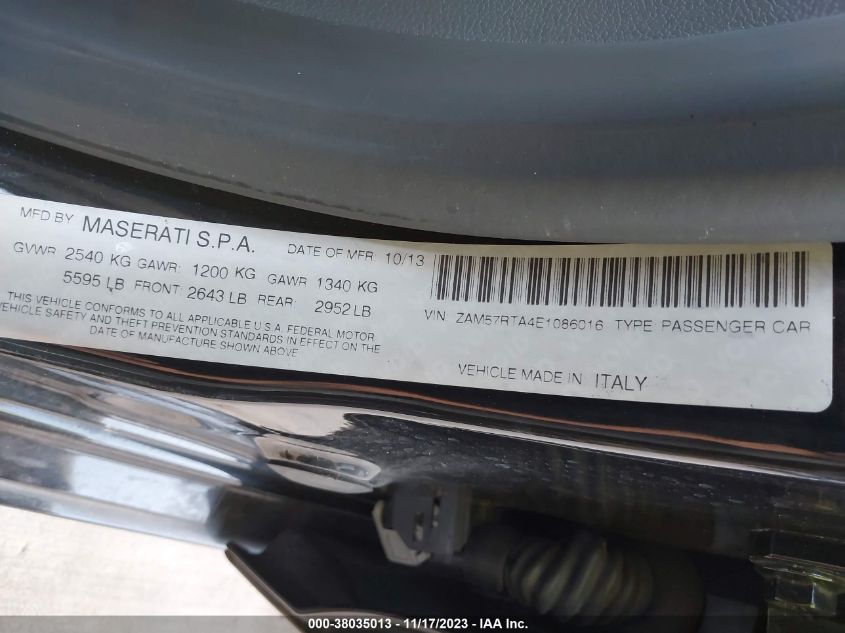 MFD BY MASERATI S.P.A. DATE OF MFR 10/13
GVWR 2540 KG GAWR: 1200 KG GAWR 1340 KG
5595 LB FRONT: 2643 LB REAR: 2952 LB
THIS VEHICLE CONFORMS TO ALL APPLICABLE U.S.A. FEDERAL MOTOR
VEHICLE SAFETY AND THEFT PREVENTION STANDARDS IN EFFECT ON THE
DATE OF MANUFACTURE SHOWN ABOVE
VIN ZAM57RTA4E1086016 TYPE PASSENGER CAR
VEHICLE MADE IN ITALY
000-38035013 - 11/17/2023 - IAA Inc.